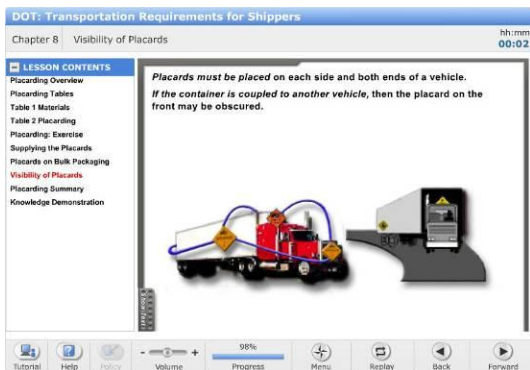 DOT: Transportation Requirements for Shippers
Chapter 8 Visibility of Placards
hh:mm
00:02
LESSON CONTENTS
Placarding Overview
Placarding Tables
Table 1 Materials
Table 2 Placarding
Placarding: Exercise
Supplying the Placards
Placards on Bulk Packaging
Visibility of Placards
Placarding Summary
Knowledge Demonstration
Placards must be placed on each side and both ends of a vehicle.
If the container is coupled to another vehicle, then the placard on the
front may be obscured.
Tutorial
Help
Policy
- +
Volume
98%
Progress
Menu
Replay
Back
Forward